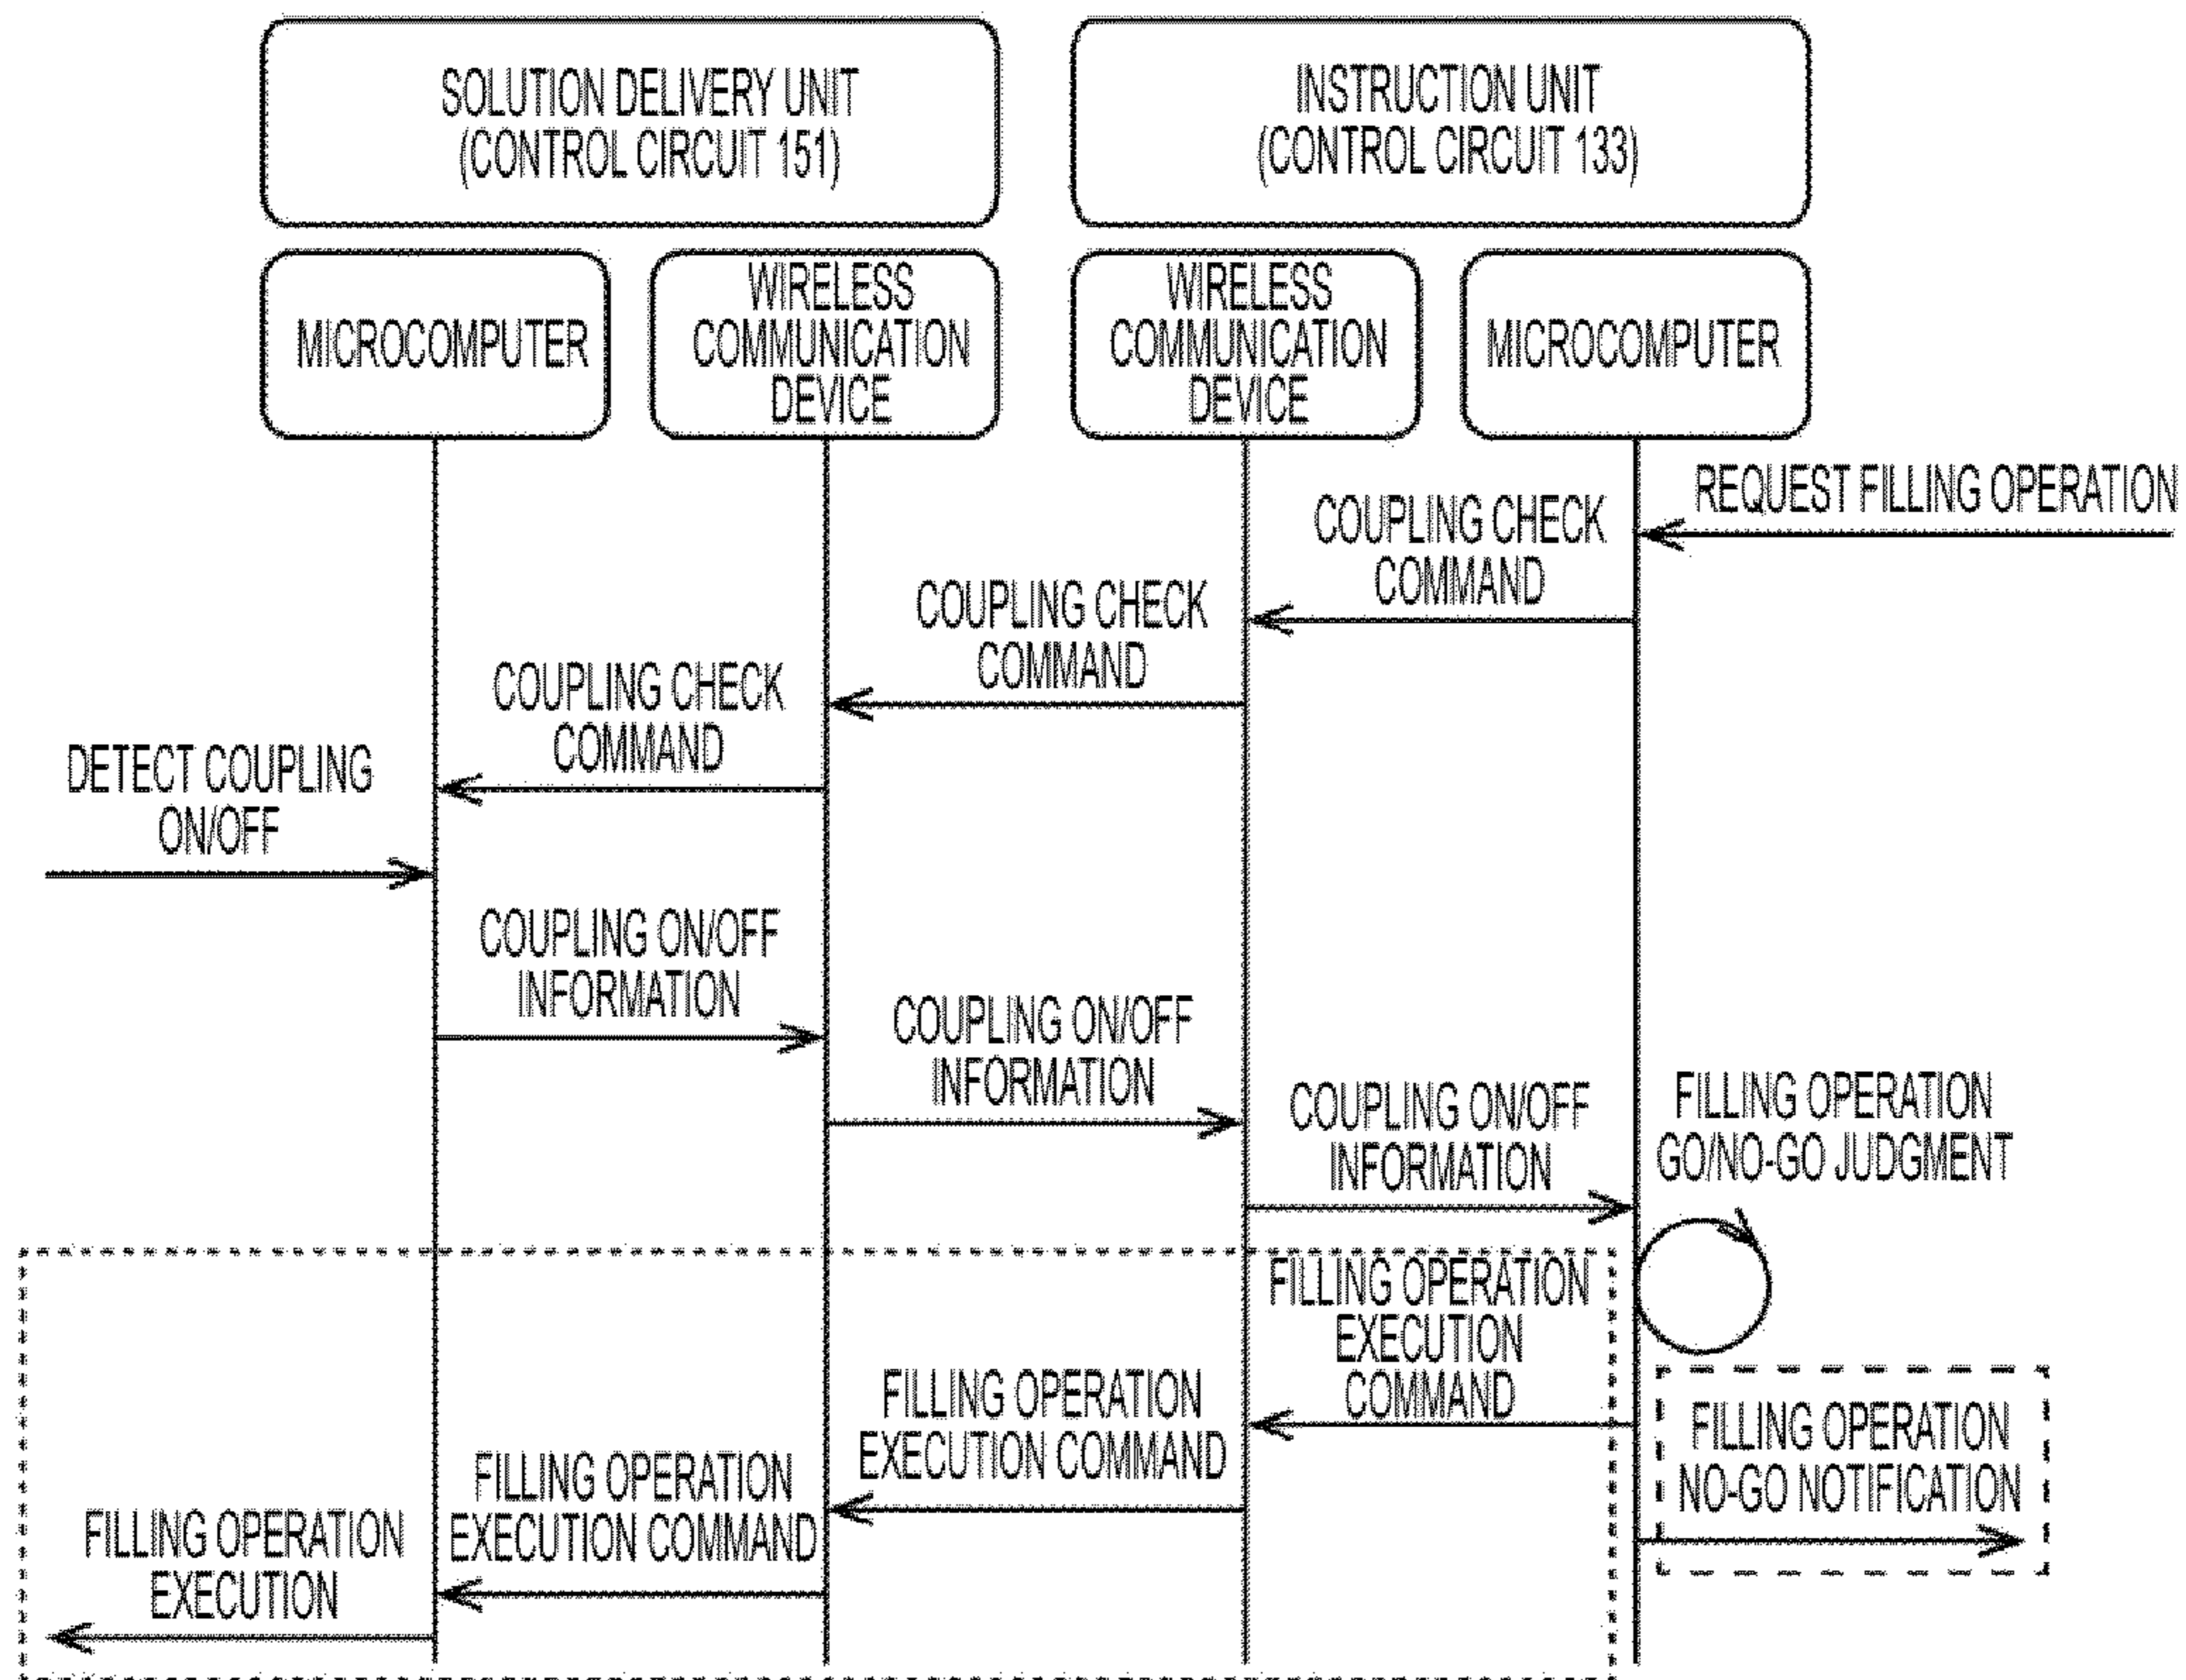 SOLUTION DELIVERY UNIT
(CONTROL CIRCUIT 151)
INSTRUCTION UNIT
(CONTROL CIRCUIT 133)
MICROCOMPUTER
WIRELESS
COMMUNICATION
DEVICE
WIRELESS
COMMUNICATION
DEVICE
MICROCOMPUTER
REQUEST FILLING OPERATION
COUPLING CHECK
COMMAND
COUPLING CHECK
COMMAND
COUPLING CHECK
COMMAND
DETECT COUPLING
ON/OFF
COUPLING ON/OFF
INFORMATION
COUPLING ON/OFF
INFORMATION
COUPLING ON/OFF
INFORMATION
FILLING OPERATION
GO/NO-GO JUDGMENT
FILLING OPERATION
EXECUTION
COMMAND
FILLING OPERATION
EXECUTION COMMAND
FILLING OPERATION
EXECUTION COMMAND
FILLING OPERATION
EXECUTION
FILLING OPERATION
NO-GO NOTIFICATION